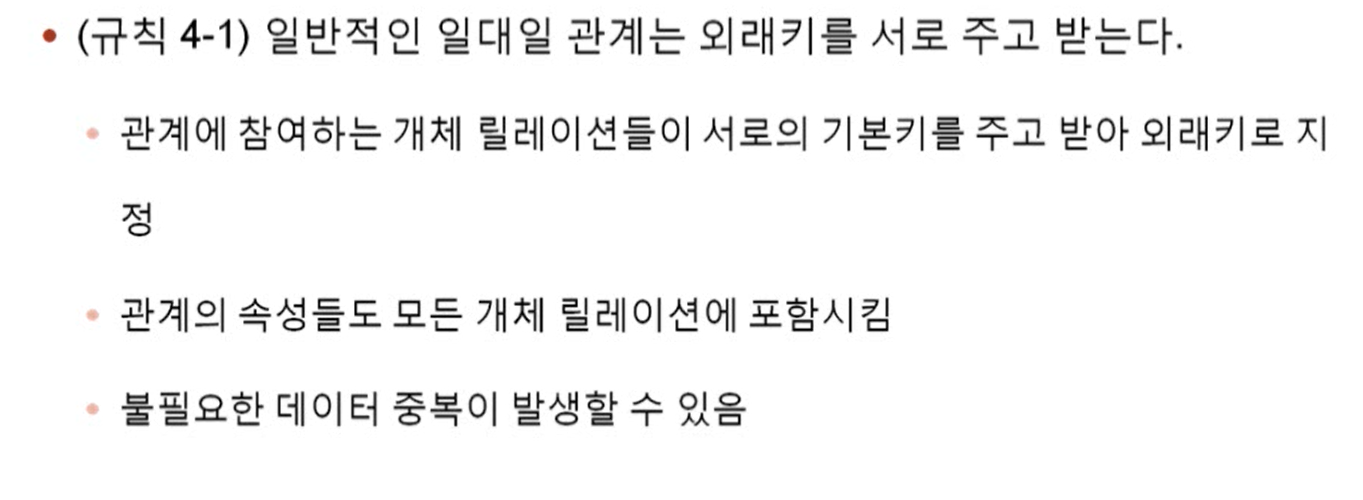 • (규칙 4-1) 일반적인 일대일 관계는 외래키를 서로 주고 받는다.
• 관계에 참여하는 개체 릴레이션들이 서로의 기본키를 주고 받아 외래키로 지
정
• 관계의 속성들도 모든 개체 릴레이션에 포함시킴
• 불필요한 데이터 중복이 발생할 수 있음